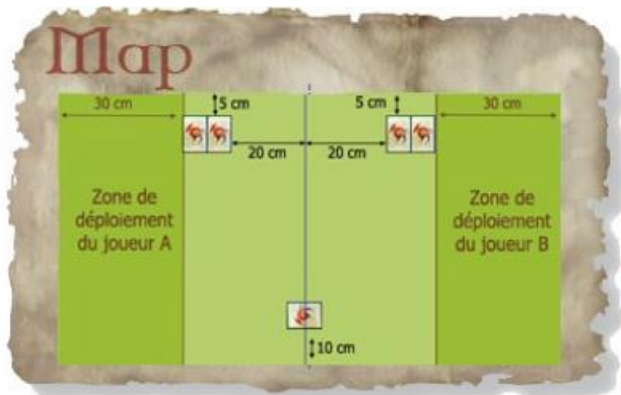 Map
30 cm
5 cm
5 cm
30 cm
20 cm
20 cm
Zone de
déploiement
du joueur A
Zone de
déploiement
du joueur B
10 cm